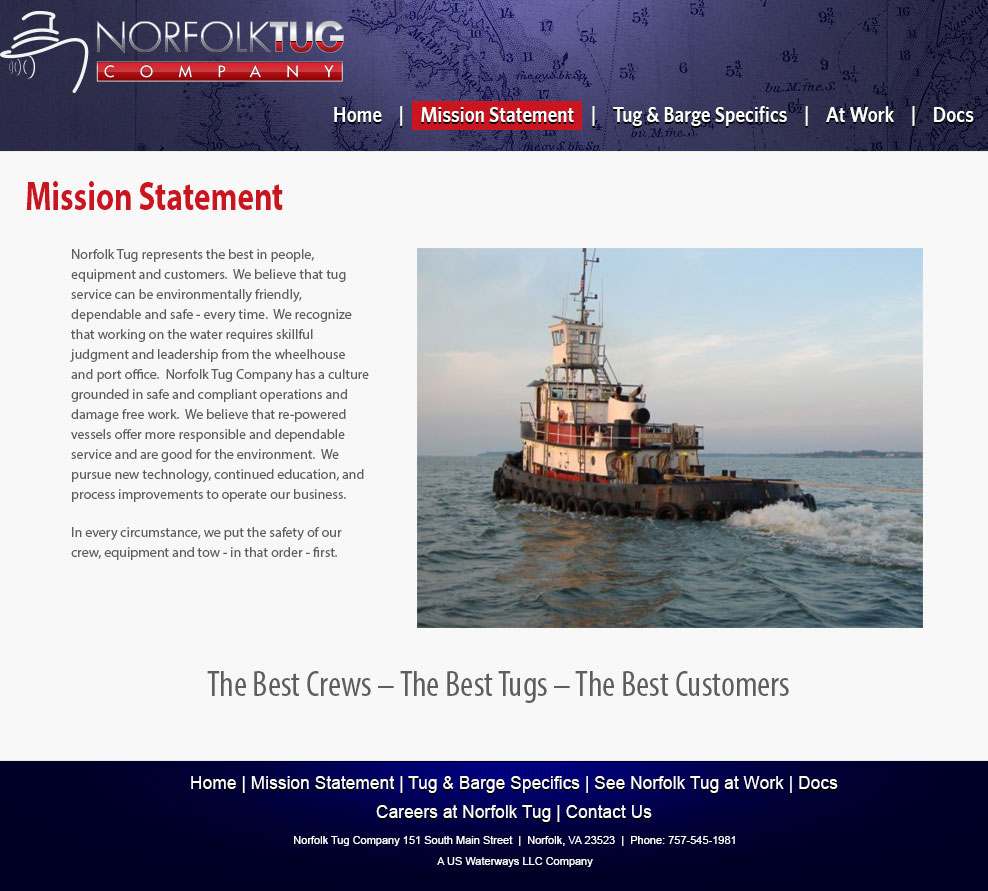 NORFOLKTUG
COMPANY
Home | Mission Statement | Tug & Barge Specifics | At Work | Docs
Mission Statement
Norfolk Tug represents the best in people,
equipment and customers. We believe that tug
service can be environmentally friendly,
dependable and safe - every time. We recognize
that working on the water requires skillful
judgment and leadership from the wheelhouse
and port office. Norfolk Tug Company has a culture
grounded in safe and compliant operations and
damage free work. We believe that re-powered
vessels offer more responsible and dependable
service and are good for the environment. We
pursue new technology, continued education, and
process improvements to operate our business.
In every circumstance, we put the safety of our
crew, equipment and tow - in that order - first.
The Best Crews – The Best Tugs – The Best Customers
Home | Mission Statement | Tug & Barge Specifics | See Norfolk Tug at Work | Docs
Careers at Norfolk Tug | Contact Us
Norfolk Tug Company 151 South Main Street | Norfolk, VA 23523 | Phone: 757-545-1981
A US Waterways LLC Company